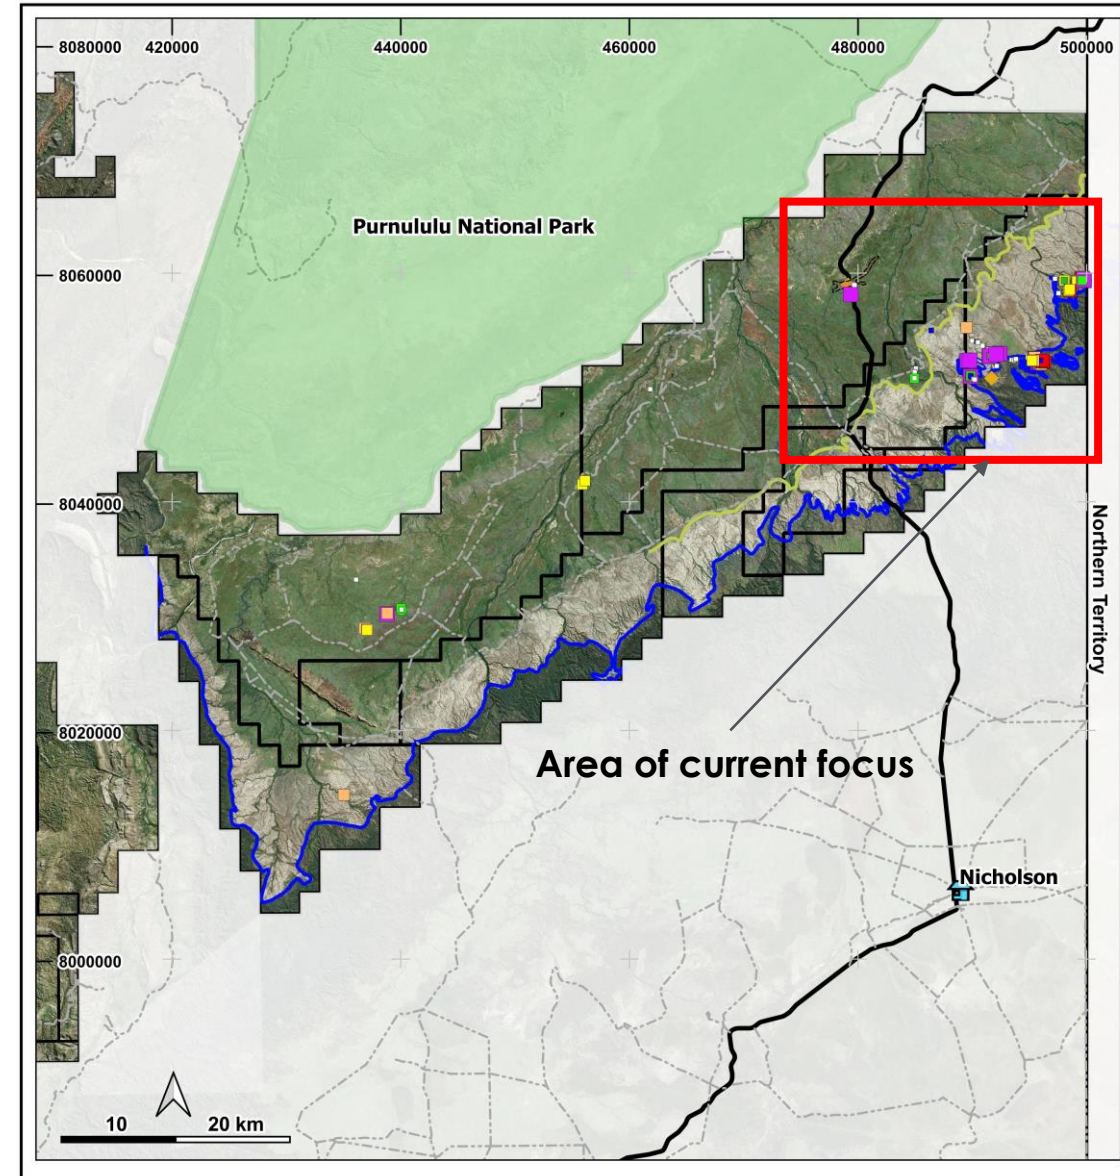 8080000 420000 440000 460000 480000 500000
Purnululu National Park
8060000
8040000
Northern Territory
8020000
Area of current focus
Nicholson
8000000
10 20 km